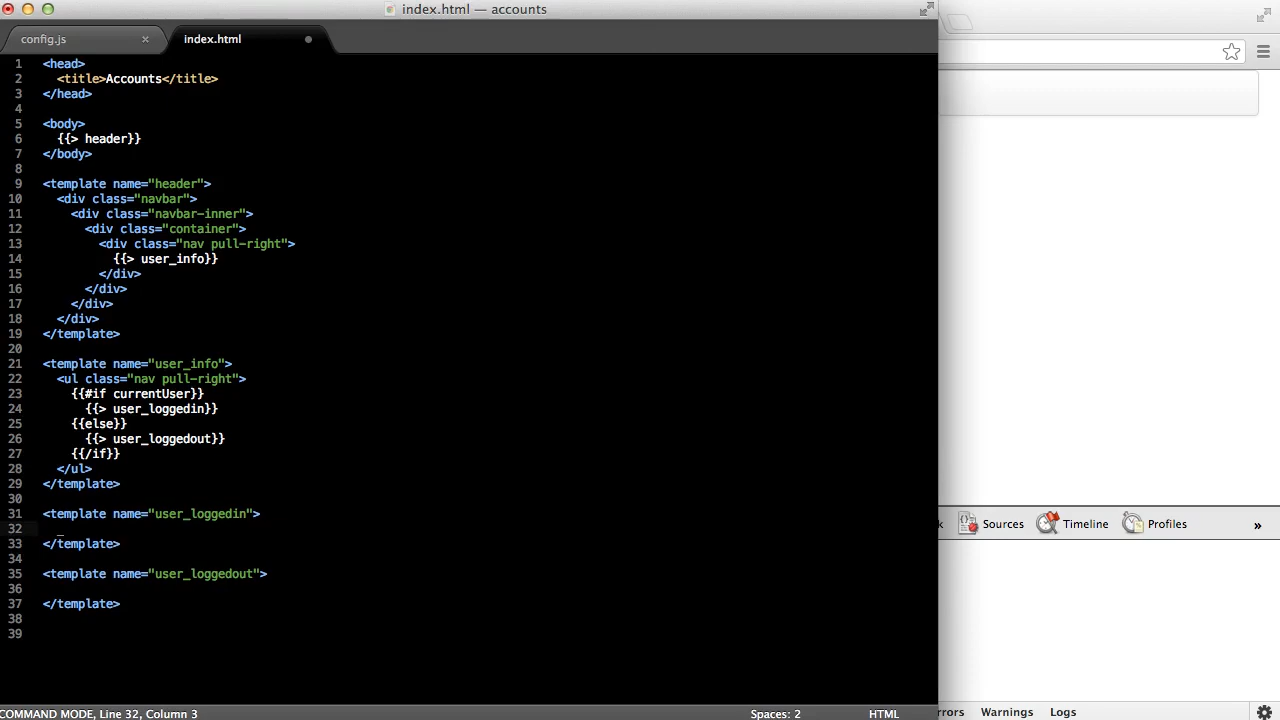 index.html — accounts
config.js × index.html
1 <head>
2 <title>Accounts</title>
3 </head>
4
5 <body>
6 {{> header}}
7 </body>
8
9 <template name="header">
10 <div class="navbar">
11 <div class="navbar-inner">
12 <div class="container">
13 <div class="nav pull-right">
14 {{> user_info}}
15 </div>
16 </div>
17 </div>
18 </div>
19 </template>
20
21 <template name="user_info">
22 <ul class="nav pull-right">
23 {{#if currentUser}}
24 {{> user_loggedin}}
25 {{else}}
26 {{> user_loggedout}}
27 {{/if}}
28 </ul>
29 </template>
30
31 <template name="user_loggedin">
32 _
33 </template>
34
35 <template name="user_loggedout">
36
37 </template>
38
39
k Sources Timeline Profiles »
COMMAND MODE, Line 32, Column 3 Spaces: 2 HTML
rrors Warnings Logs